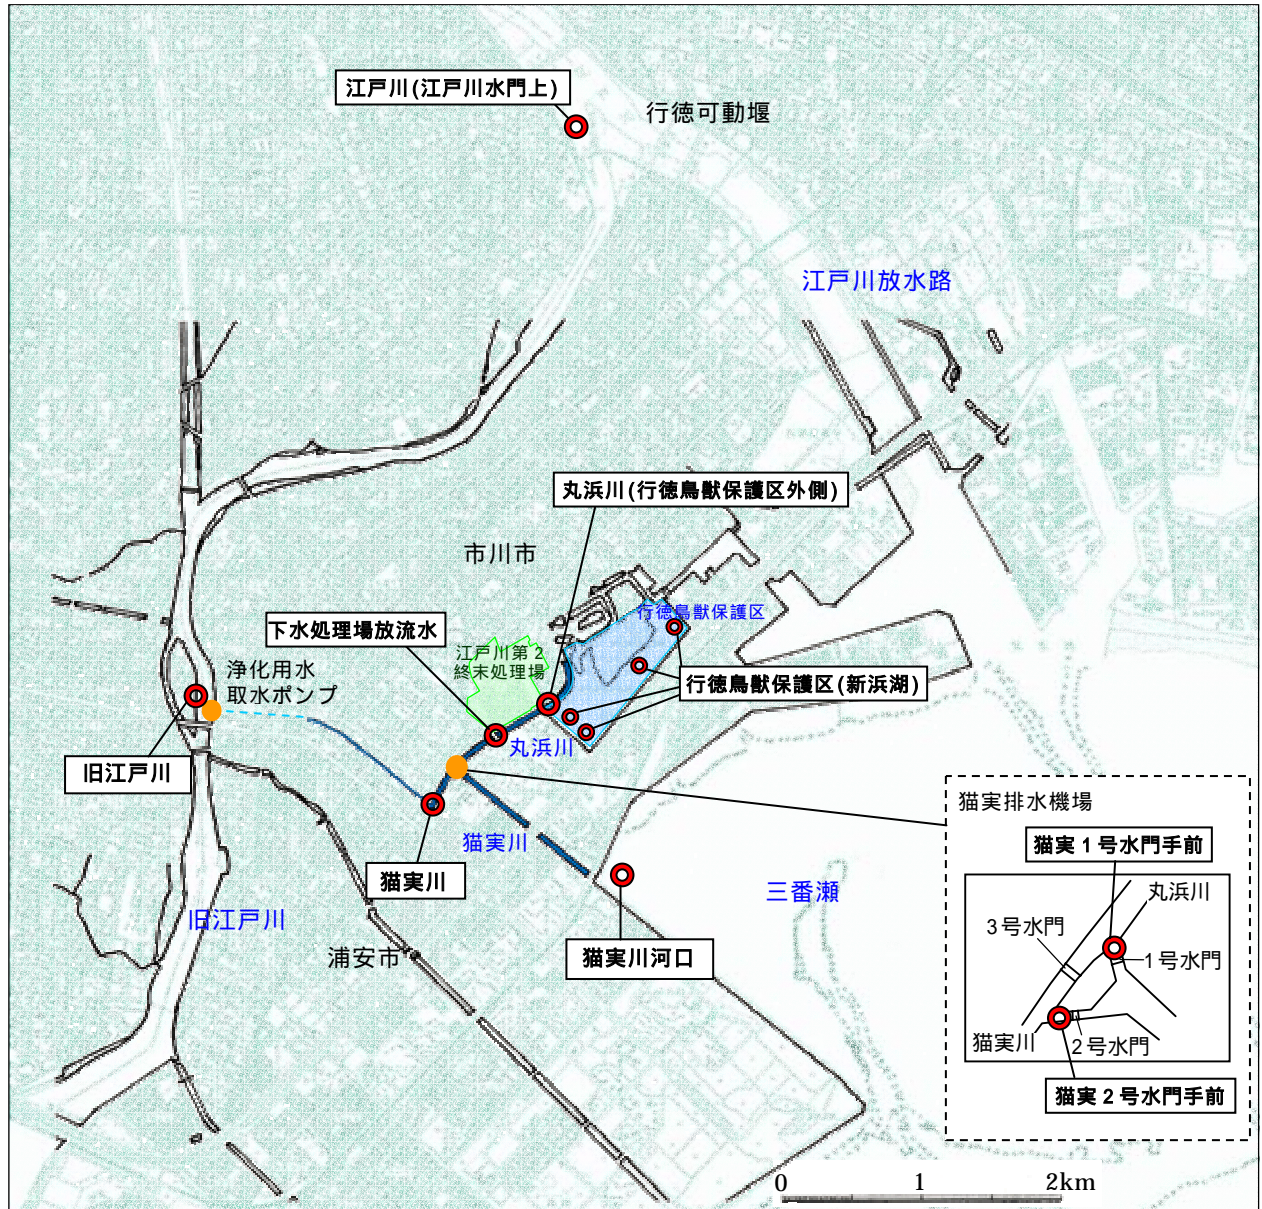 江戸川(江戸川水門上)
行徳可動堰
江戸川放水路
丸浜川(行徳鳥獣保護区外側)
市川市
行徳鳥獣保護区
下水処理場放流水
江戸川第2
終末処理場
浄化用水
取水ポンプ
行徳鳥獣保護区(新浜湖)
丸浜川
旧江戸川
猫実川
猫実川
三番瀬
旧江戸川
浦安市
猫実川河口
猫実排水機場
猫実1号水門手前
丸浜川
3号水門
1号水門
猫実川
2号水門
猫実2号水門手前
0 1 2km